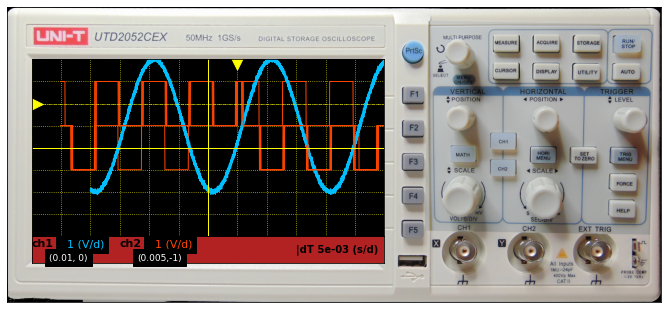 UNI-T UTD2052CEX 50MHz 1GS/s DIGITAL STORAGE OSCILLOSCOPE
ch1 1 (V/d) ch2 1 (V/d) |dT 5e-03 (s/d)
(0.01, 0) (0.005,-1)
PrtSc
F1
F2
F3
F4
F5
MULTI PURPOSE
SELECT
MEASURE ACQUIRE STORAGE RUN/STOP
CURSOR DISPLAY UTILITY AUTO
VERTICAL HORIZONTAL TRIGGER
POSITION POSITION LEVEL
CH1
MATH HORI MENU SET TO ZERO TRIG MENU
CH2
SCALE SCALE FORCE
HELP
VOLTS/DIV
CH1 CH2 EXT TRIG
X Y
All Inputs
CAT II